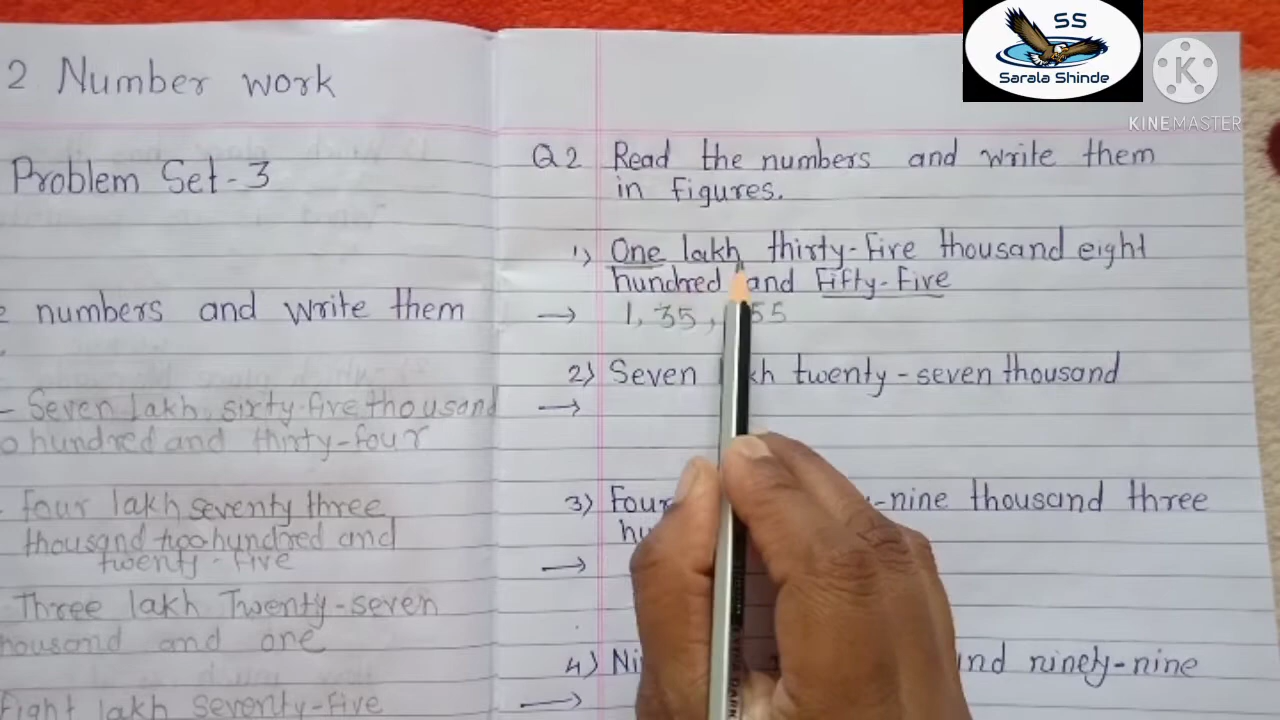 SS
Sarala Shinde
KINEMASTER
2 Number work
Problem Set-3
numbers and write them
- Seven lakh, sixty-five thousand
hundred and thirty-four
four lakh seventy three
thousand two hundred and
twenty-five
Three lakh Twenty-seven
and one
Eight lakh seventy-five
Q2 Read the numbers and write them
in figures.
1) One lakh thirty-five thousand eight
hundred and fifty-five
→ 1, 35, 55
2) Seven twenty-seven thousand
→
3) Four -nine thousand three
→
4) ninety-nine
→